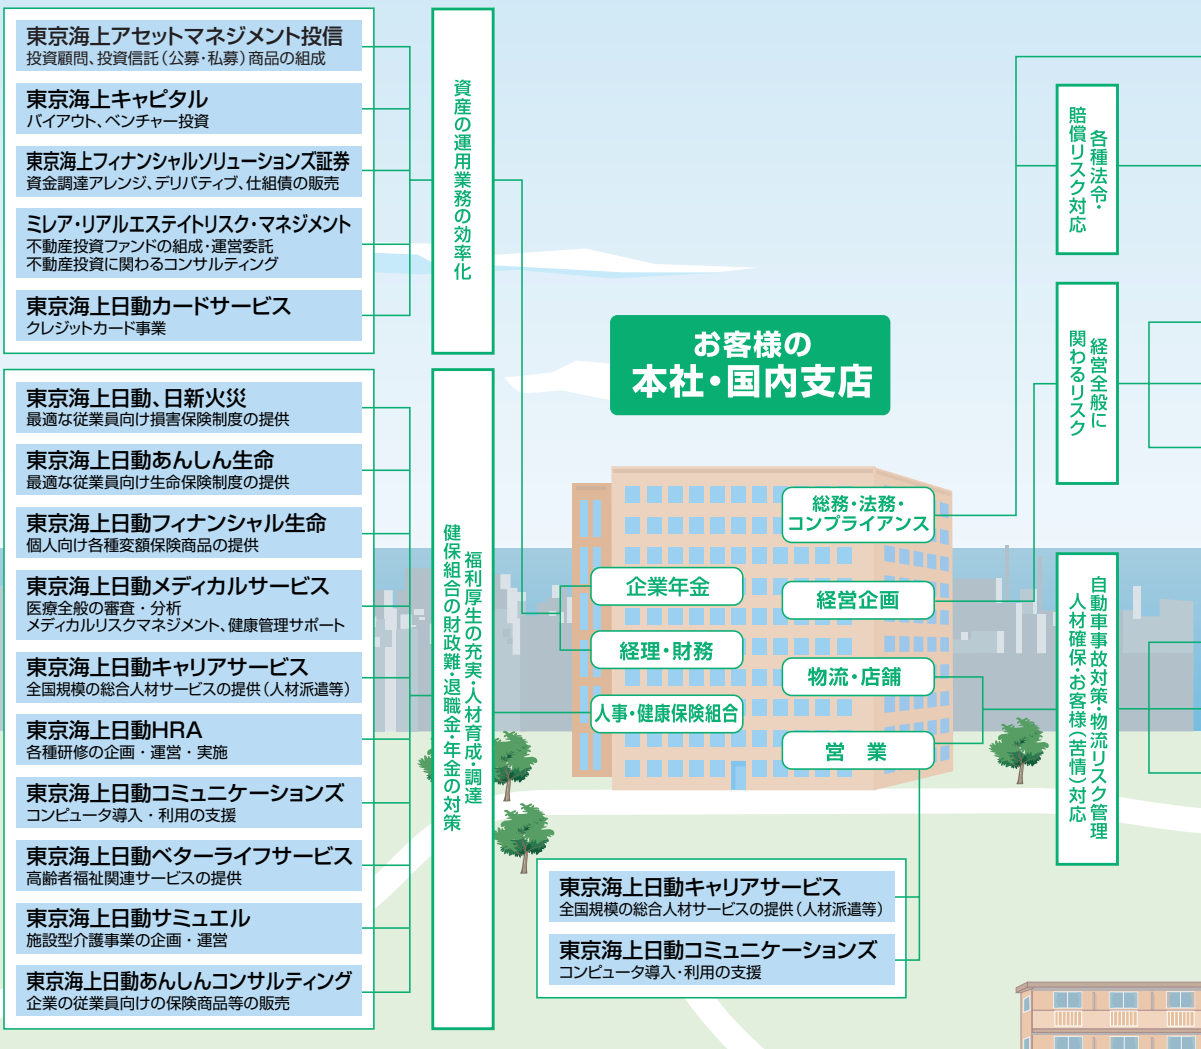 東京海上アセットマネジメント投信
投資顧問、投資信託（公募・私募）商品の組成
東京海上キャピタル
バイアウト、ベンチャー投資
東京海上フィナンシャルソリューションズ証券
資金調達アレンジ、デリバティブ、仕組債の販売
ミレア・リアルエステイトリスク・マネジメント
不動産投資ファンドの組成・運営委託
不動産投資に関わるコンサルティング
東京海上日動カードサービス
クレジットカード事業
資産の運用業務の効率化
東京海上日動、日新火災
最適な従業員向け損害保険制度の提供
東京海上日動あんしん生命
最適な従業員向け生命保険制度の提供
東京海上日動フィナンシャル生命
個人向け各種変額保険商品の提供
東京海上日動メディカルサービス
医療全般の審査・分析
メディカルリスクマネジメント、健康管理サポート
東京海上日動キャリアサービス
全国規模の総合人材サービスの提供（人材派遣等）
東京海上日動HRA
各種研修の企画・運営・実施
東京海上日動コミュニケーションズ
コンピュータ導入・利用の支援
東京海上日動ベターライフサービス
高齢者福祉関連サービスの提供
東京海上日動サミュエル
施設型介護事業の企画・運営
東京海上日動あんしんコンサルティング
企業の従業員向けの保険商品等の販売
福利厚生の充実・人材育成・調達
健保組合の財政難・退職金・年金の対策
お客様の
本社・国内支店
総務・法務・
コンプライアンス
企業年金
経営企画
経理・財務
物流・店舗
人事・健康保険組合
営　業
東京海上日動キャリアサービス
全国規模の総合人材サービスの提供（人材派遣等）
東京海上日動コミュニケーションズ
コンピュータ導入・利用の支援
各種法令・
賠償リスク対応
経営全般に
関わるリスク
自動車事故対策・物流リスク管理
人材確保・お客様（苦情）対応